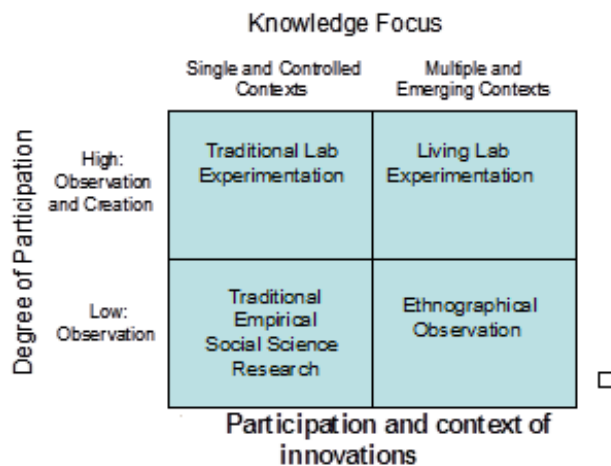 Knowledge Focus
Single and Controlled
Contexts
Multiple and
Emerging Contexts
Degree of Participation
High:
Observation
and Creation
Traditional Lab
Experimentation
Living Lab
Experimentation
Low:
Observation
Traditional
Empirical
Social Science
Research
Ethnographical
Observation
Participation and context of
innovations